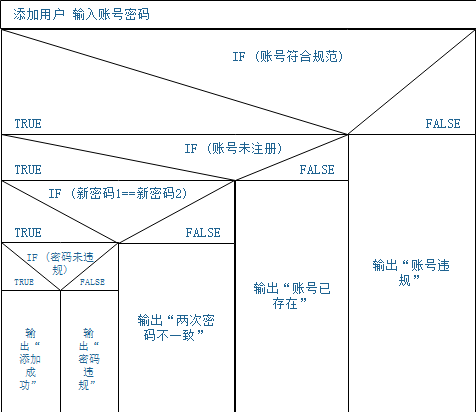 添加用户 输入账号密码
IF (账号符合规范)
TRUE
FALSE
IF (账号未注册)
TRUE
FALSE
IF (新密码1==新密码2)
TRUE
FALSE
IF (密码未违
规)
TRUE
FALSE
输
出“
添加
成
功”
输
出“
密码
违
规”
输出“两次密
码不一致”
输出“账号已
存在”
输出“账号违
规”